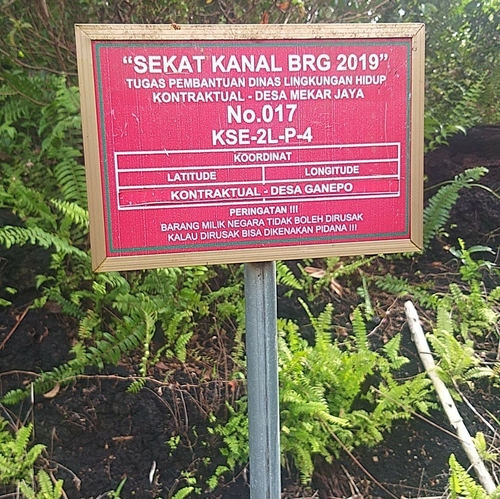 "SEKAT KANAL BRG 2019"
TUGAS PEMBANTUAN DINAS LINGKUNGAN HIDUP
KONTRAKTUAL - DESA MEKAR JAYA
No.017
KSE-2L-P-4
KOORDINAT
LATITUDE LONGITUDE
KONTRAKTUAL - DESA GANEPO
PERINGATAN !!!
BARANG MILIK NEGARA TIDAK BOLEH DIRUSAK
KALAU DIRUSAK BISA DIKENAKAN PIDANA !!!